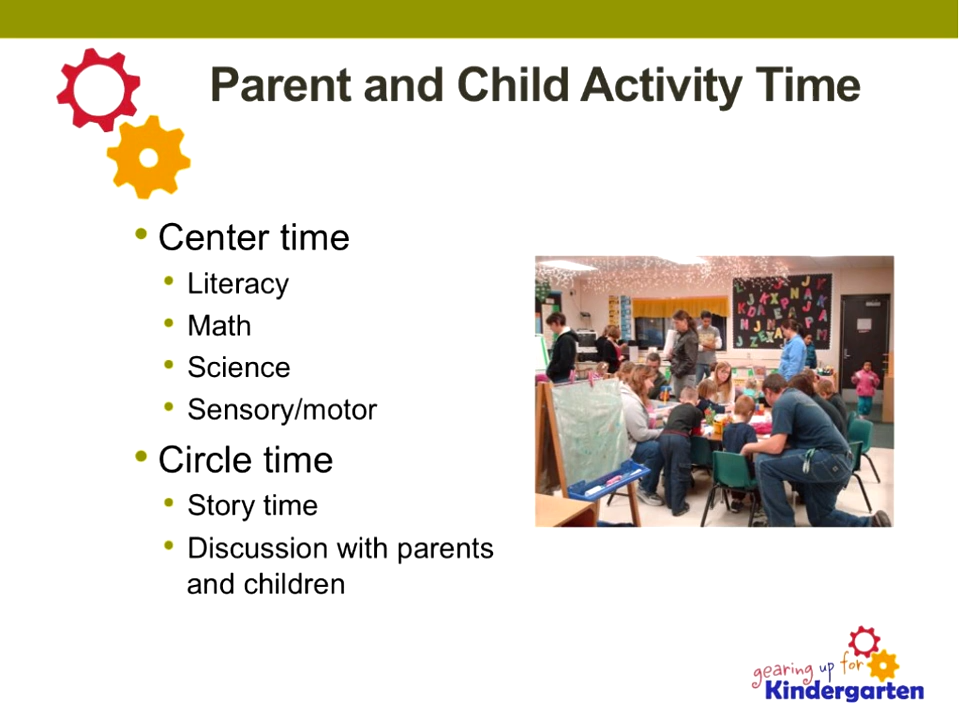 Parent and Child Activity Time
• Center time
• Literacy
• Math
• Science
• Sensory/motor
• Circle time
• Story time
• Discussion with parents
and children
gearing up for
Kindergarten